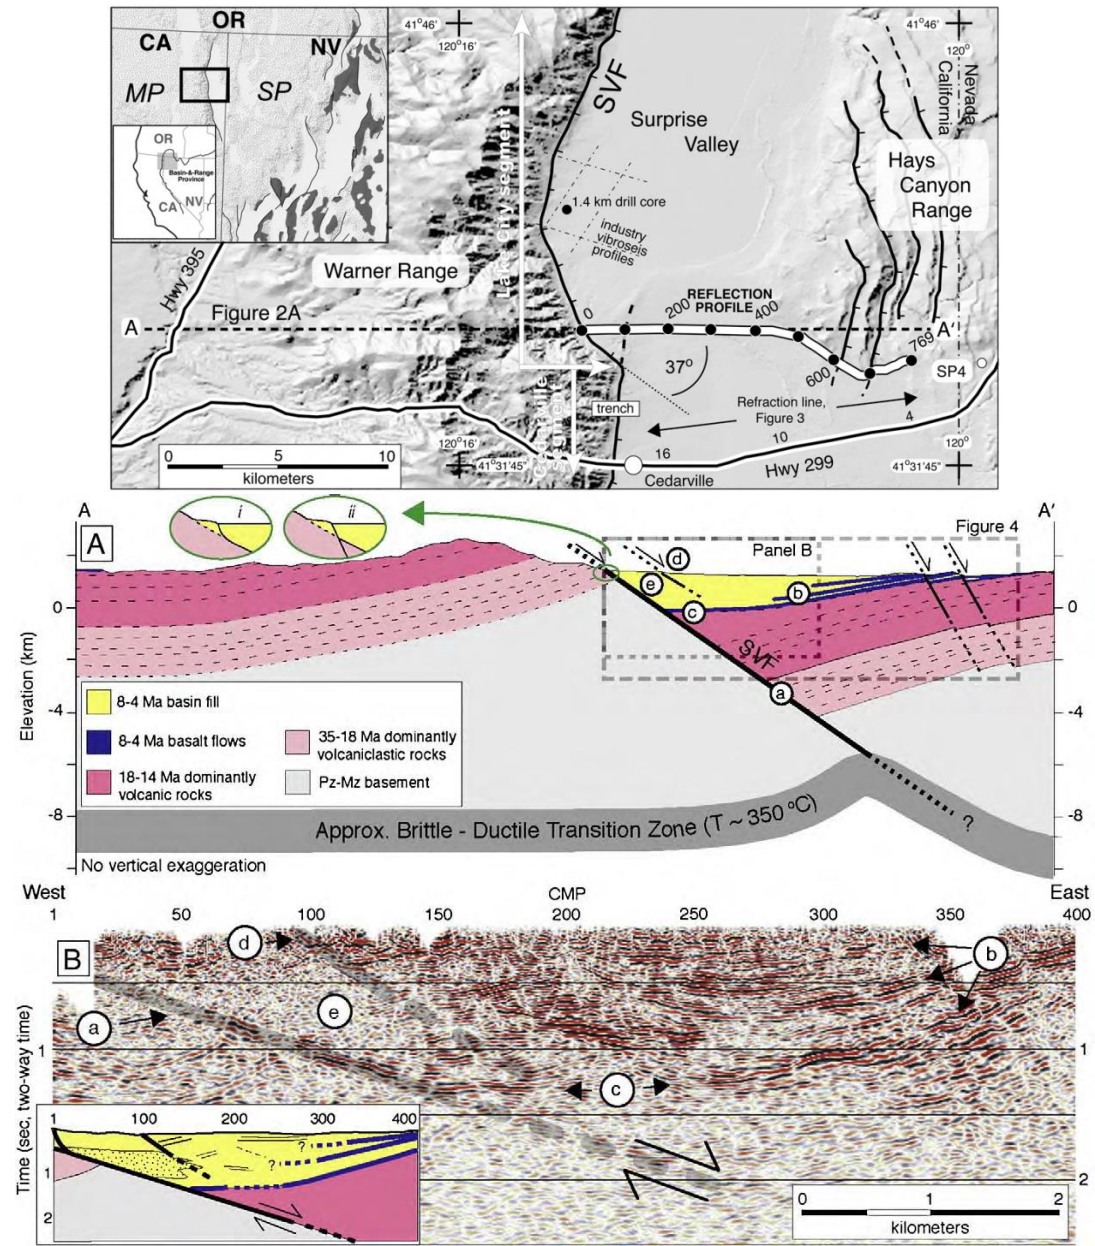 OR
CA
NV
MP
SP
OR
Basin-&-Range
Province
CA
NV
41°46'
120°16'
41°46'
120°
Nevada
California
SVF
Surprise
Valley
Lake City segment
Hays
Canyon
Range
1.4 km drill core
industry
vibroseis
profiles
Warner Range
Hwy 395
Figure 2A
A
A'
REFLECTION
PROFILE
0
200
400
600
769
SP4
37°
trench
Refraction line,
Figure 3
16
10
4
Cedarville
segment
120°16'
41°31'45"
120°
41°31'45"
Hwy 299
Cedarville
0
5
10
kilometers
A
A'
A
i
ii
Figure 4
Panel B
d
e
c
b
a
SVF
0
-4
-8
0
-4
-8
Elevation (km)
8-4 Ma basin fill
8-4 Ma basalt flows
18-14 Ma dominantly
volcanic rocks
35-18 Ma dominantly
volcaniclastic rocks
Pz-Mz basement
Approx. Brittle - Ductile Transition Zone (T ~ 350 °C)
?
No vertical exaggeration
West
CMP
East
1 50 100 150 200 250 300 350 400
B
d
b
a
e
c
1
1
2
Time (sec, two-way time)
1 100 200 300 400
?
?
1
2
0 1 2
kilometers